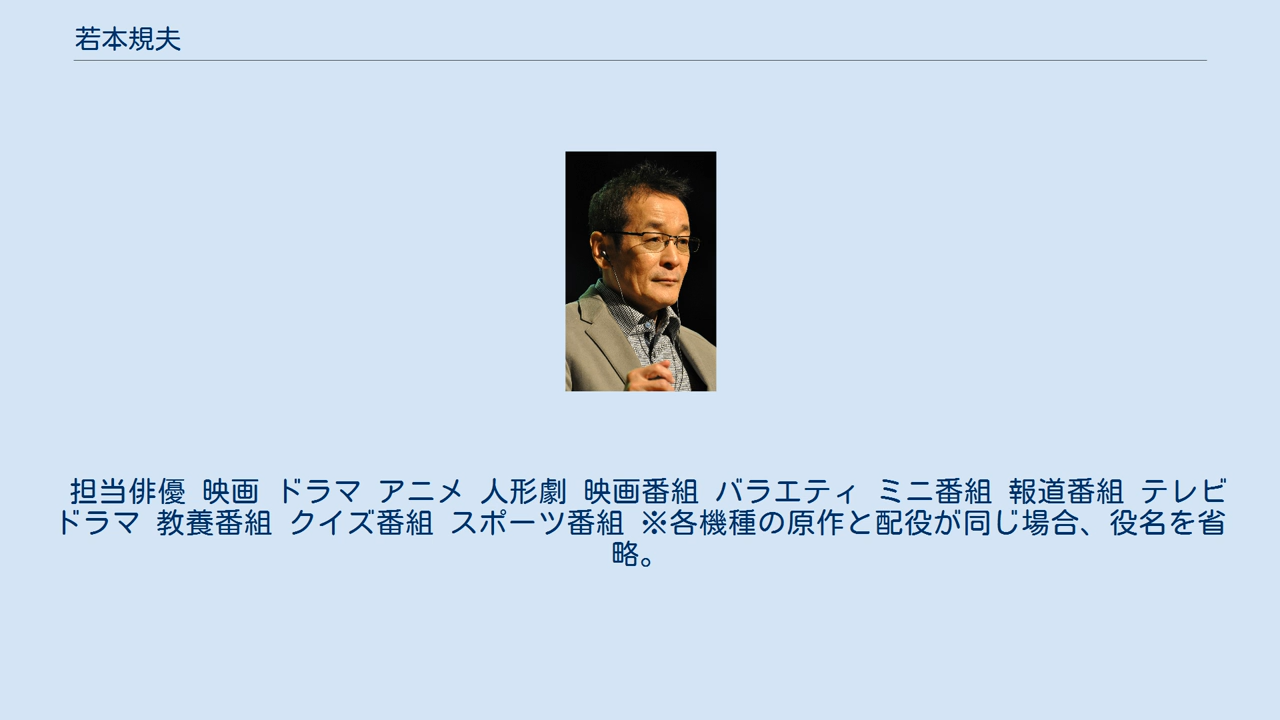 若本規夫
担当俳優 映画 ドラマ アニメ 人形劇 映画番組 バラエティ ミニ番組 報道番組 テレビ
ドラマ 教養番組 クイズ番組 スポーツ番組 ※各機種の原作と配役が同じ場合、役名を省
略。